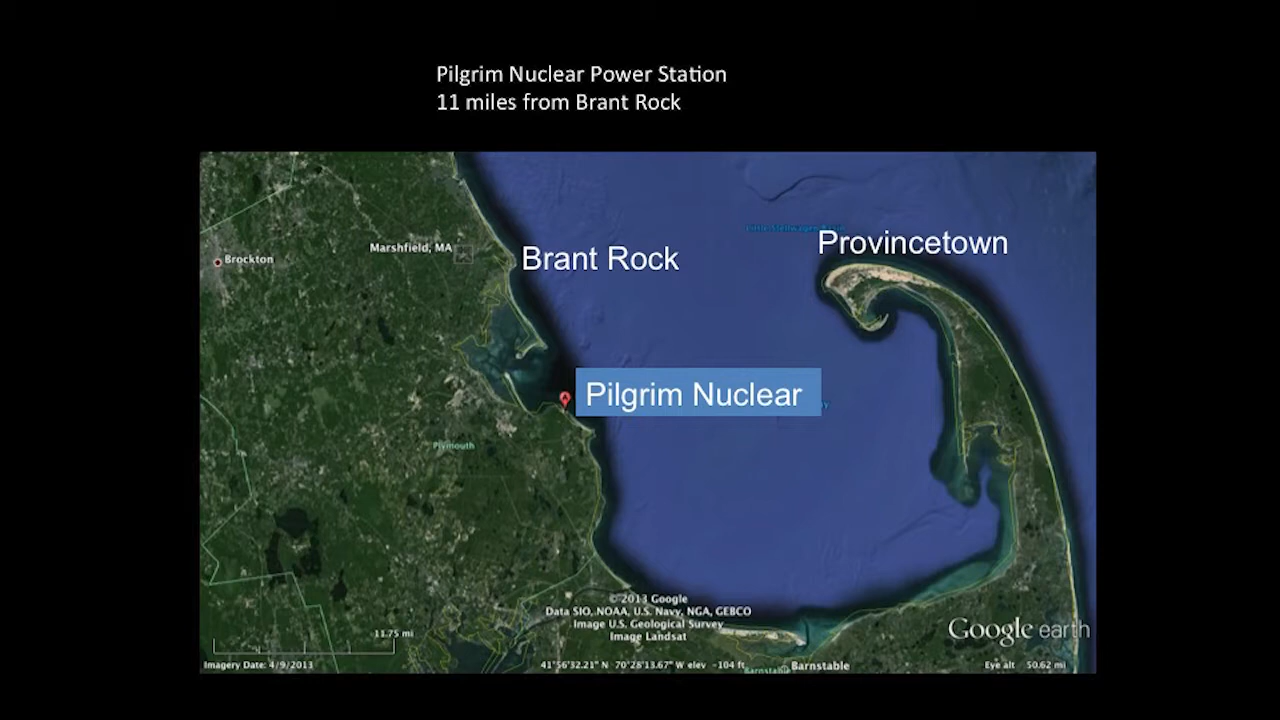 Pilgrim Nuclear Power Station
11 miles from Brant Rock
Provincetown
Marshfield, MA
Brant Rock
Brockton
Pilgrim Nuclear
Plymouth
© 2013 Google
Data SIO, NOAA, U.S. Navy, NGA, GEBCO
Image U.S. Geological Survey
Image Landsat
Google earth
11.75 mi
Imagery Date: 4/9/2013
41°56'32.21" N 70°28'13.67" W elev -104 ft
Barnstable
Barnstable
Eye alt 50.62 mi